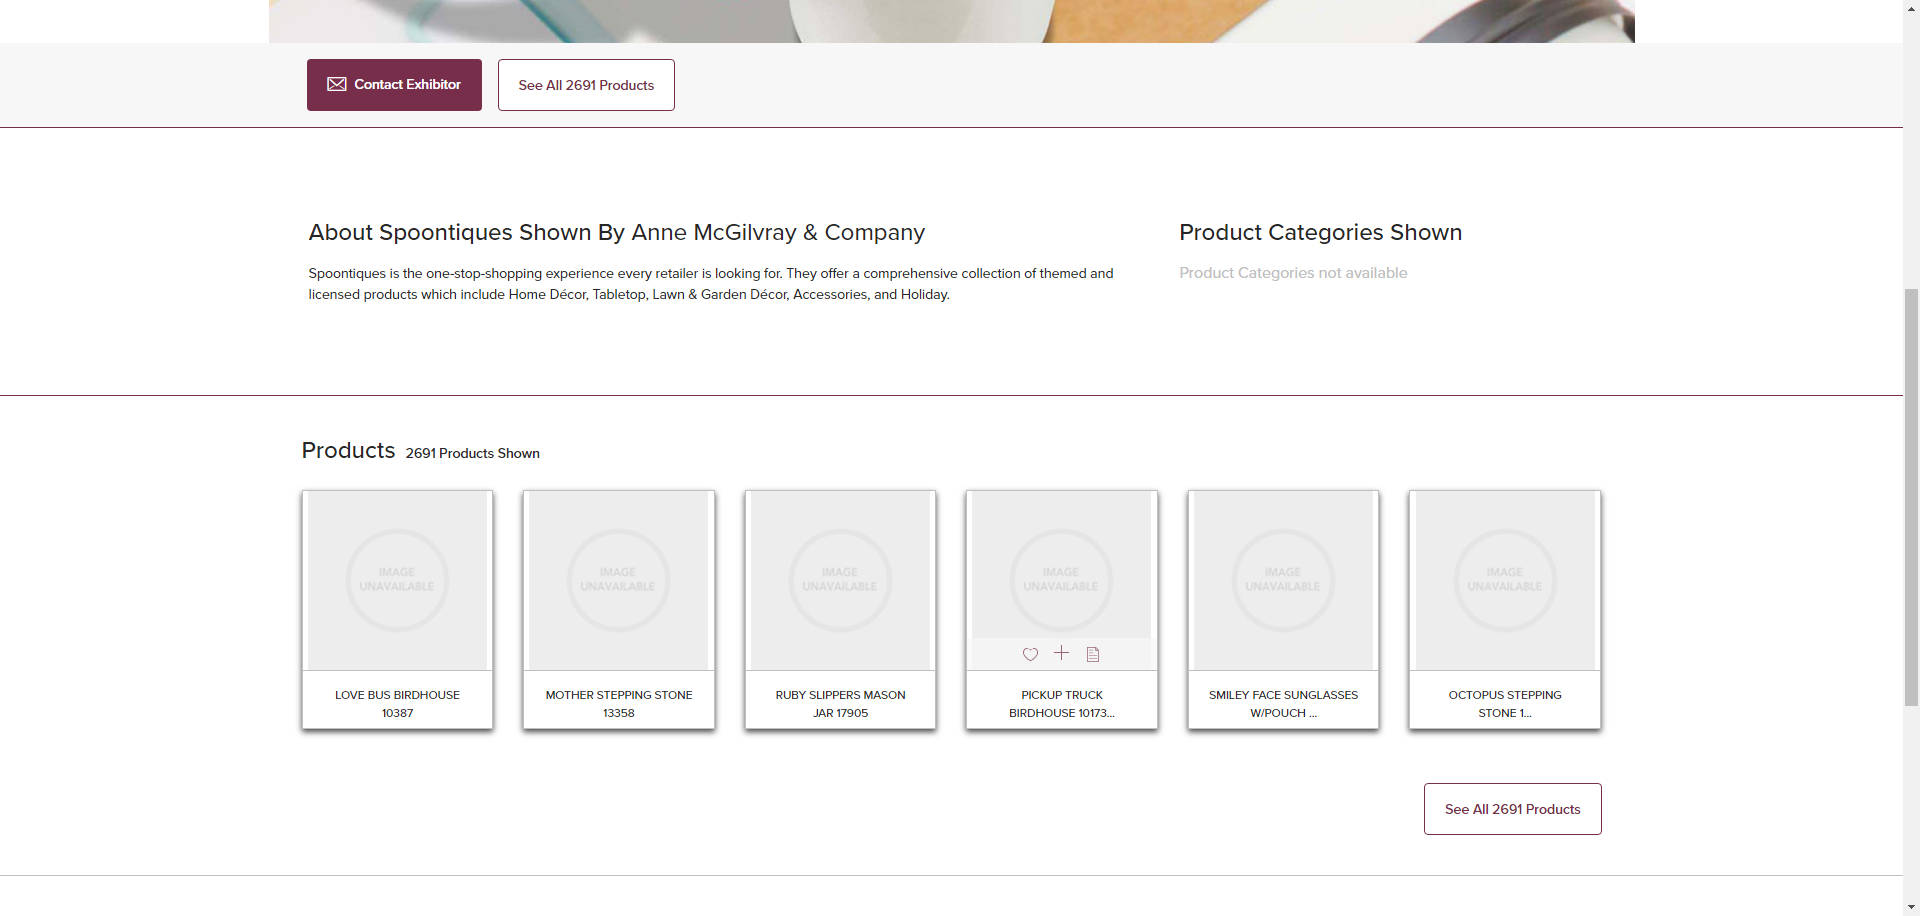 Contact Exhibitor
See All 2691 Products
About Spoontiques Shown By Anne McGilvray & Company
Spoontiques is the one-stop-shopping experience every retailer is looking for. They offer a comprehensive collection of themed and
licensed products which include Home Décor, Tabletop, Lawn & Garden Décor, Accessories, and Holiday.
Product Categories Shown
Product Categories not available
Products 2691 Products Shown
IMAGE
UNAVAILABLE
LOVE BUS BIRDHOUSE
10387
IMAGE
UNAVAILABLE
MOTHER STEPPING STONE
13358
IMAGE
UNAVAILABLE
RUBY SLIPPERS MASON
JAR 17905
IMAGE
UNAVAILABLE
PICKUP TRUCK
BIRDHOUSE 10173...
IMAGE
UNAVAILABLE
SMILEY FACE SUNGLASSES
W/POUCH ...
IMAGE
UNAVAILABLE
OCTOPUS STEPPING
STONE 1...
See All 2691 Products